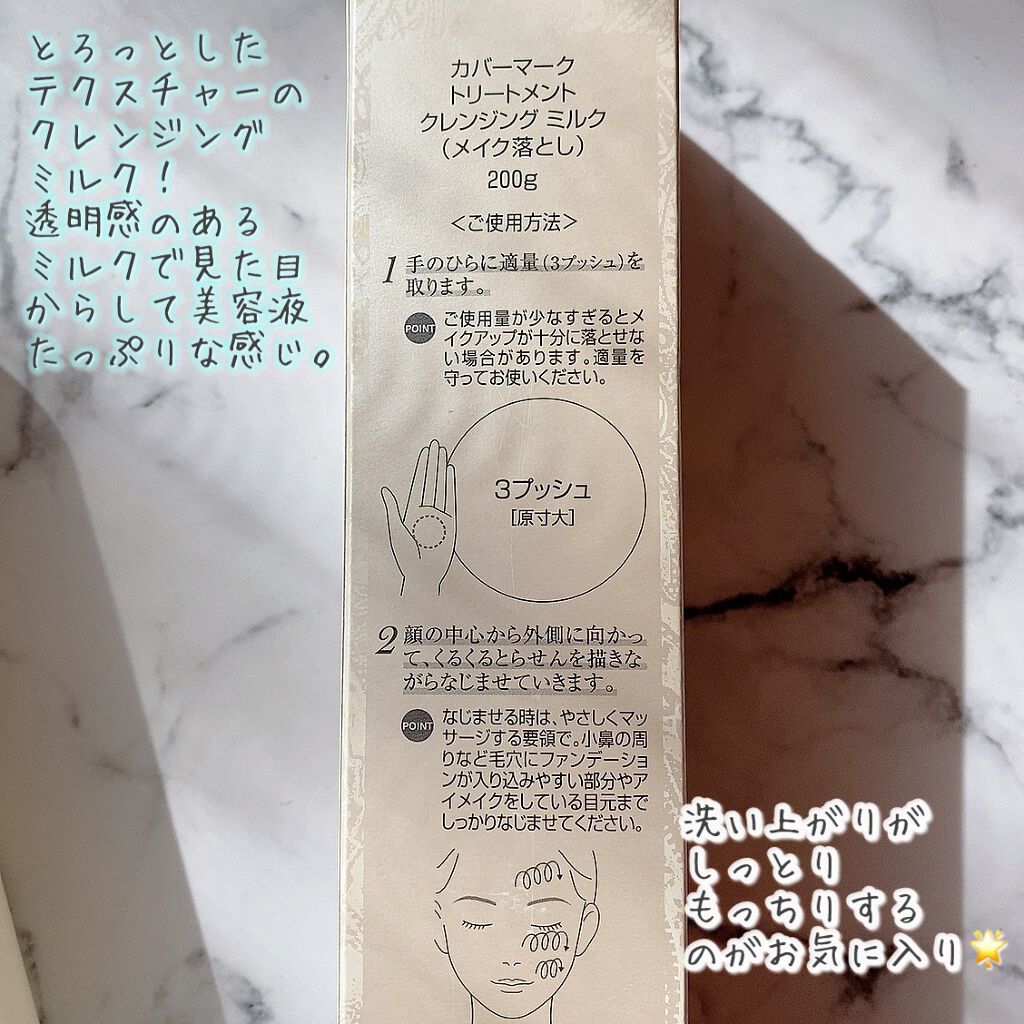 とろっとした
テクスチャーの
クレンジング
ミルク！
透明感のある
ミルクで見た目
からして美容液
たっぷりな感じ。
カバーマーク
トリートメント
クレンジング ミルク
（メイク落とし）
200g
＜ご使用方法＞
1 手のひらに適量（3プッシュ）を
取ります。
POINT ご使用量が少なすぎるとメ
イクアップが十分に落とせな
い場合があります。適量を
守ってお使いください。
3プッシュ
［原寸大］
2 顔の中心から外側に向かっ
て、くるくるとらせんを描きな
がらなじませていきます。
POINT なじませる時は、やさしくマッ
サージする要領で。小鼻の周
りなど毛穴にファンデーショ
ンが入り込みやすい部分やア
イメイクをしている目元まで
しっかりなじませてください。
洗い上がりが
しっとり
もっちりする
のがお気に入り🌟